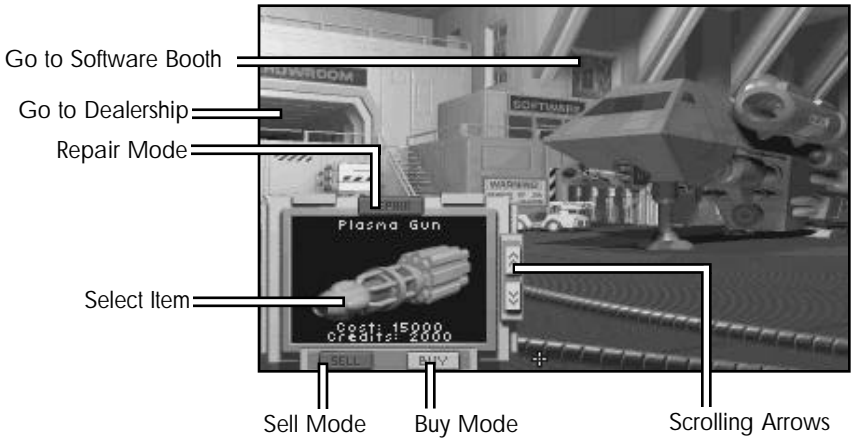 Go to Software Booth
Go to Dealership
Repair Mode
Select Item
HOWROOM
SOFTWARE
WARNING!
REPAIR
Plasma Gun
Cost: 15000
Credits: 2000
SELL
BUY
Sell Mode
Buy Mode
Scrolling Arrows